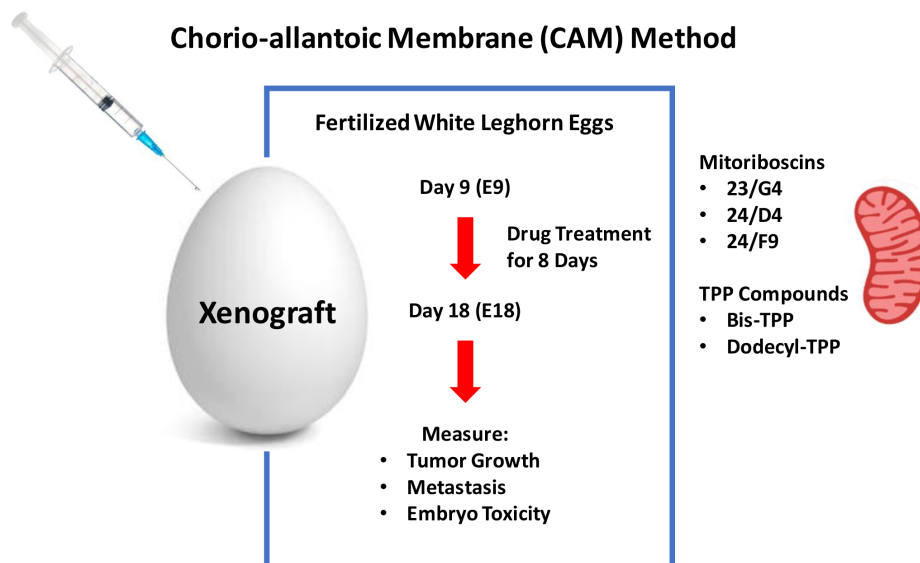 Chorio-allantoic Membrane (CAM) Method
Fertilized White Leghorn Eggs
Day 9 (E9)
Drug Treatment
for 8 Days
Xenograft
Day 18 (E18)
Measure:
• Tumor Growth
• Metastasis
• Embryo Toxicity
Mitoriboscins
• 23/G4
• 24/D4
• 24/F9
TPP Compounds
• Bis-TPP
• Dodecyl-TPP